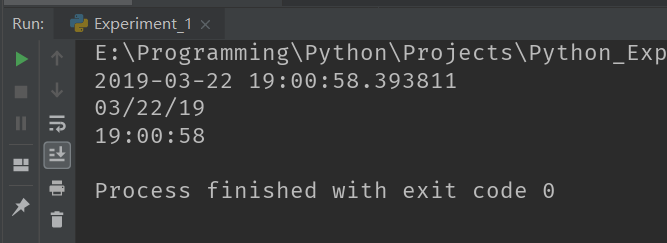 Run: Experiment_1 ×
E:\Programming\Python\Projects\Python_Exp
2019-03-22 19:00:58.393811
03/22/19
19:00:58
Process finished with exit code 0